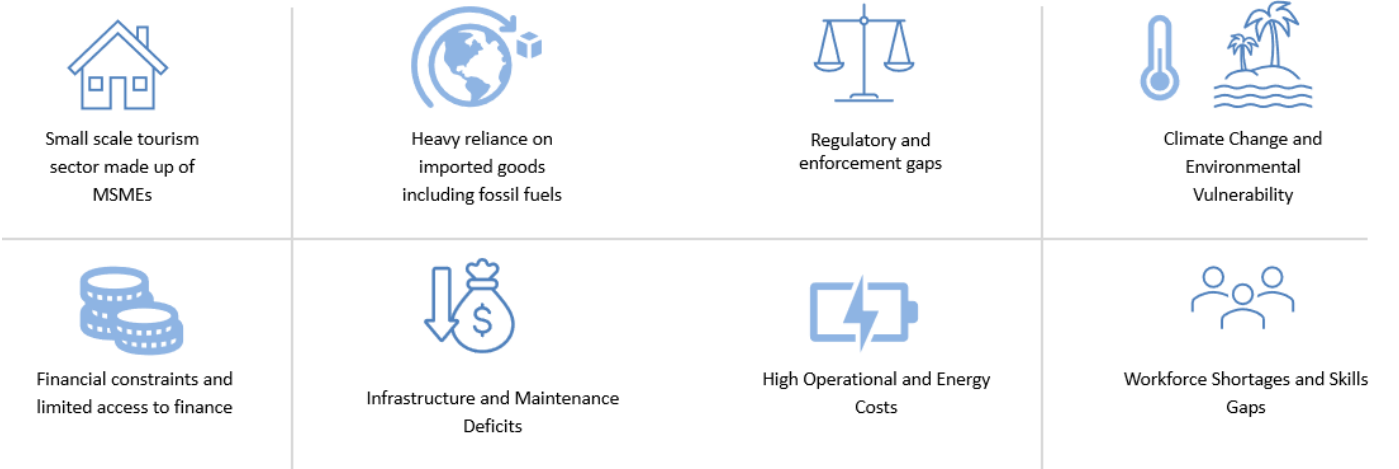 Small scale tourism
sector made up of
MSMEs
Heavy reliance on
imported goods
including fossil fuels
Regulatory and
enforcement gaps
Climate Change and
Environmental
Vulnerability
Financial constraints and
limited access to finance
$
Infrastructure and Maintenance
Deficits
High Operational and Energy
Costs
Workforce Shortages and Skills
Gaps